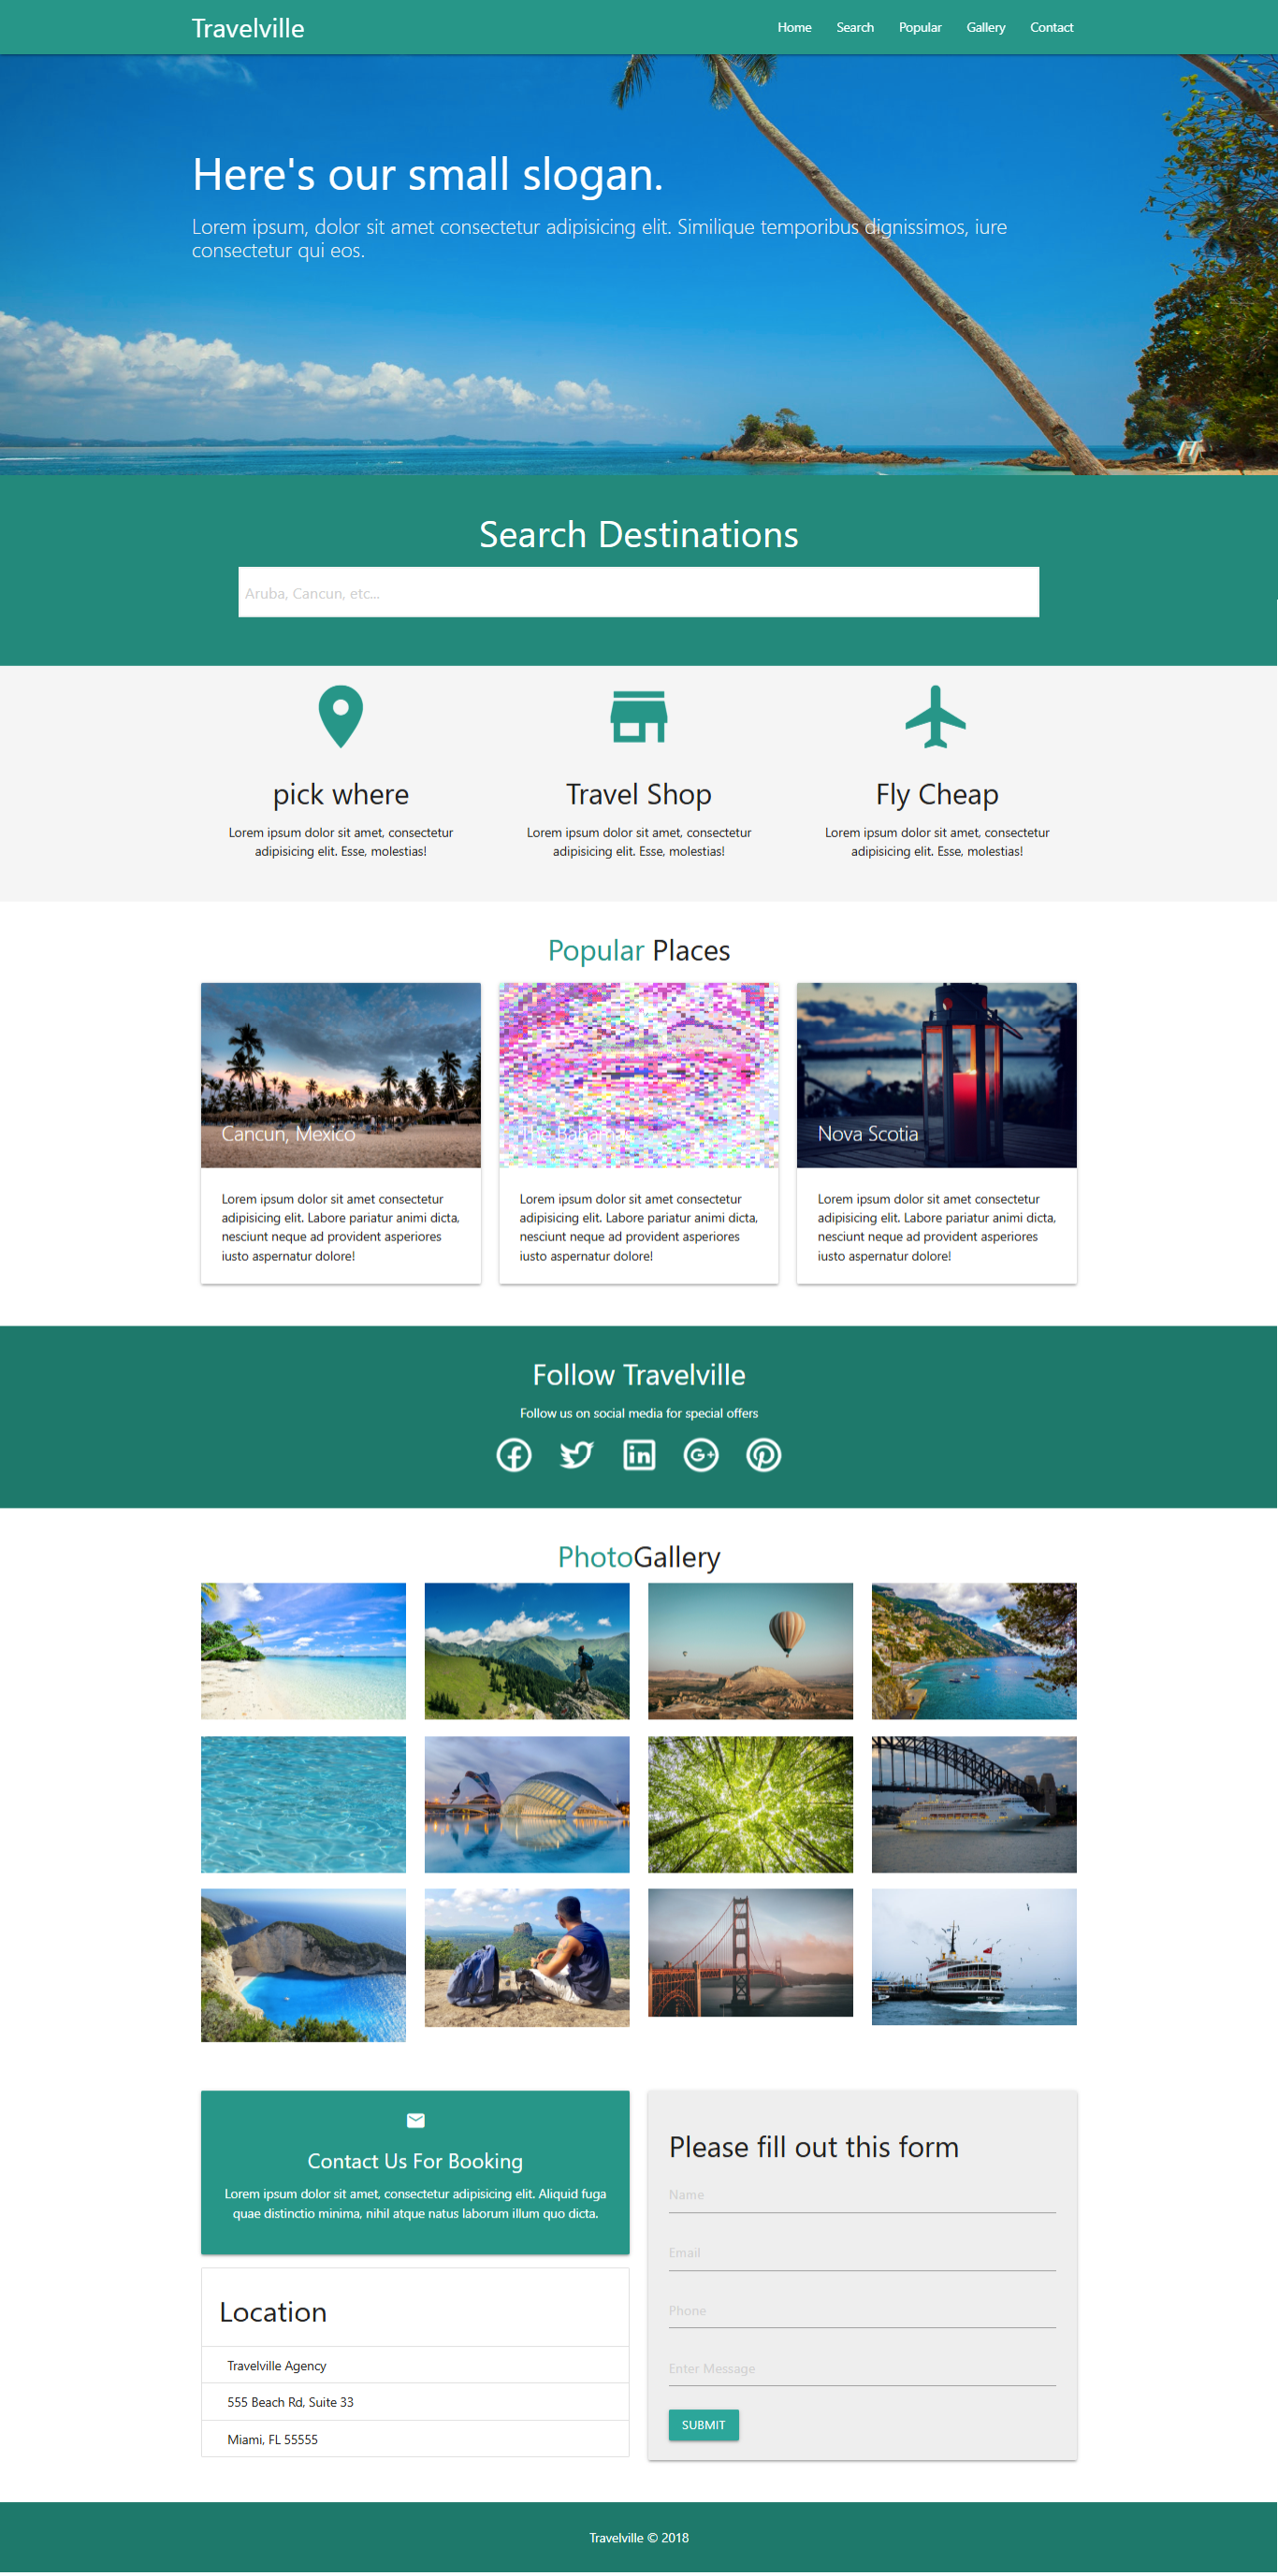 Travelville
Home Search Popular Gallery Contact
Here's our small slogan.
Lorem ipsum, dolor sit amet consectetur adipisicing elit. Similique temporibus dignissimos, iure
consectetur qui eos.
Search Destinations
Aruba, Cancun, etc...
pick where
Lorem ipsum dolor sit amet, consectetur
adipisicing elit. Esse, molestias!
Travel Shop
Lorem ipsum dolor sit amet, consectetur
adipisicing elit. Esse, molestias!
Fly Cheap
Lorem ipsum dolor sit amet, consectetur
adipisicing elit. Esse, molestias!
Popular Places
Cancun, Mexico
Lorem ipsum dolor sit amet consectetur
adipisicing elit. Labore pariatur animi dicta,
nesciunt neque ad provident asperiores
iusto aspernatur dolore!
The Bahamas
Lorem ipsum dolor sit amet consectetur
adipisicing elit. Labore pariatur animi dicta,
nesciunt neque ad provident asperiores
iusto aspernatur dolore!
Nova Scotia
Lorem ipsum dolor sit amet consectetur
adipisicing elit. Labore pariatur animi dicta,
nesciunt neque ad provident asperiores
iusto aspernatur dolore!
Follow Travelville
Follow us on social media for special offers
PhotoGallery
Contact Us For Booking
Lorem ipsum dolor sit amet, consectetur adipisicing elit. Aliquid fuga
quae distinctio minima, nihil atque natus laborum illum quo dicta.
Location
Travelville Agency
555 Beach Rd, Suite 33
Miami, FL 55555
Please fill out this form
Name
Email
Phone
Enter Message
SUBMIT
Travelville © 2018